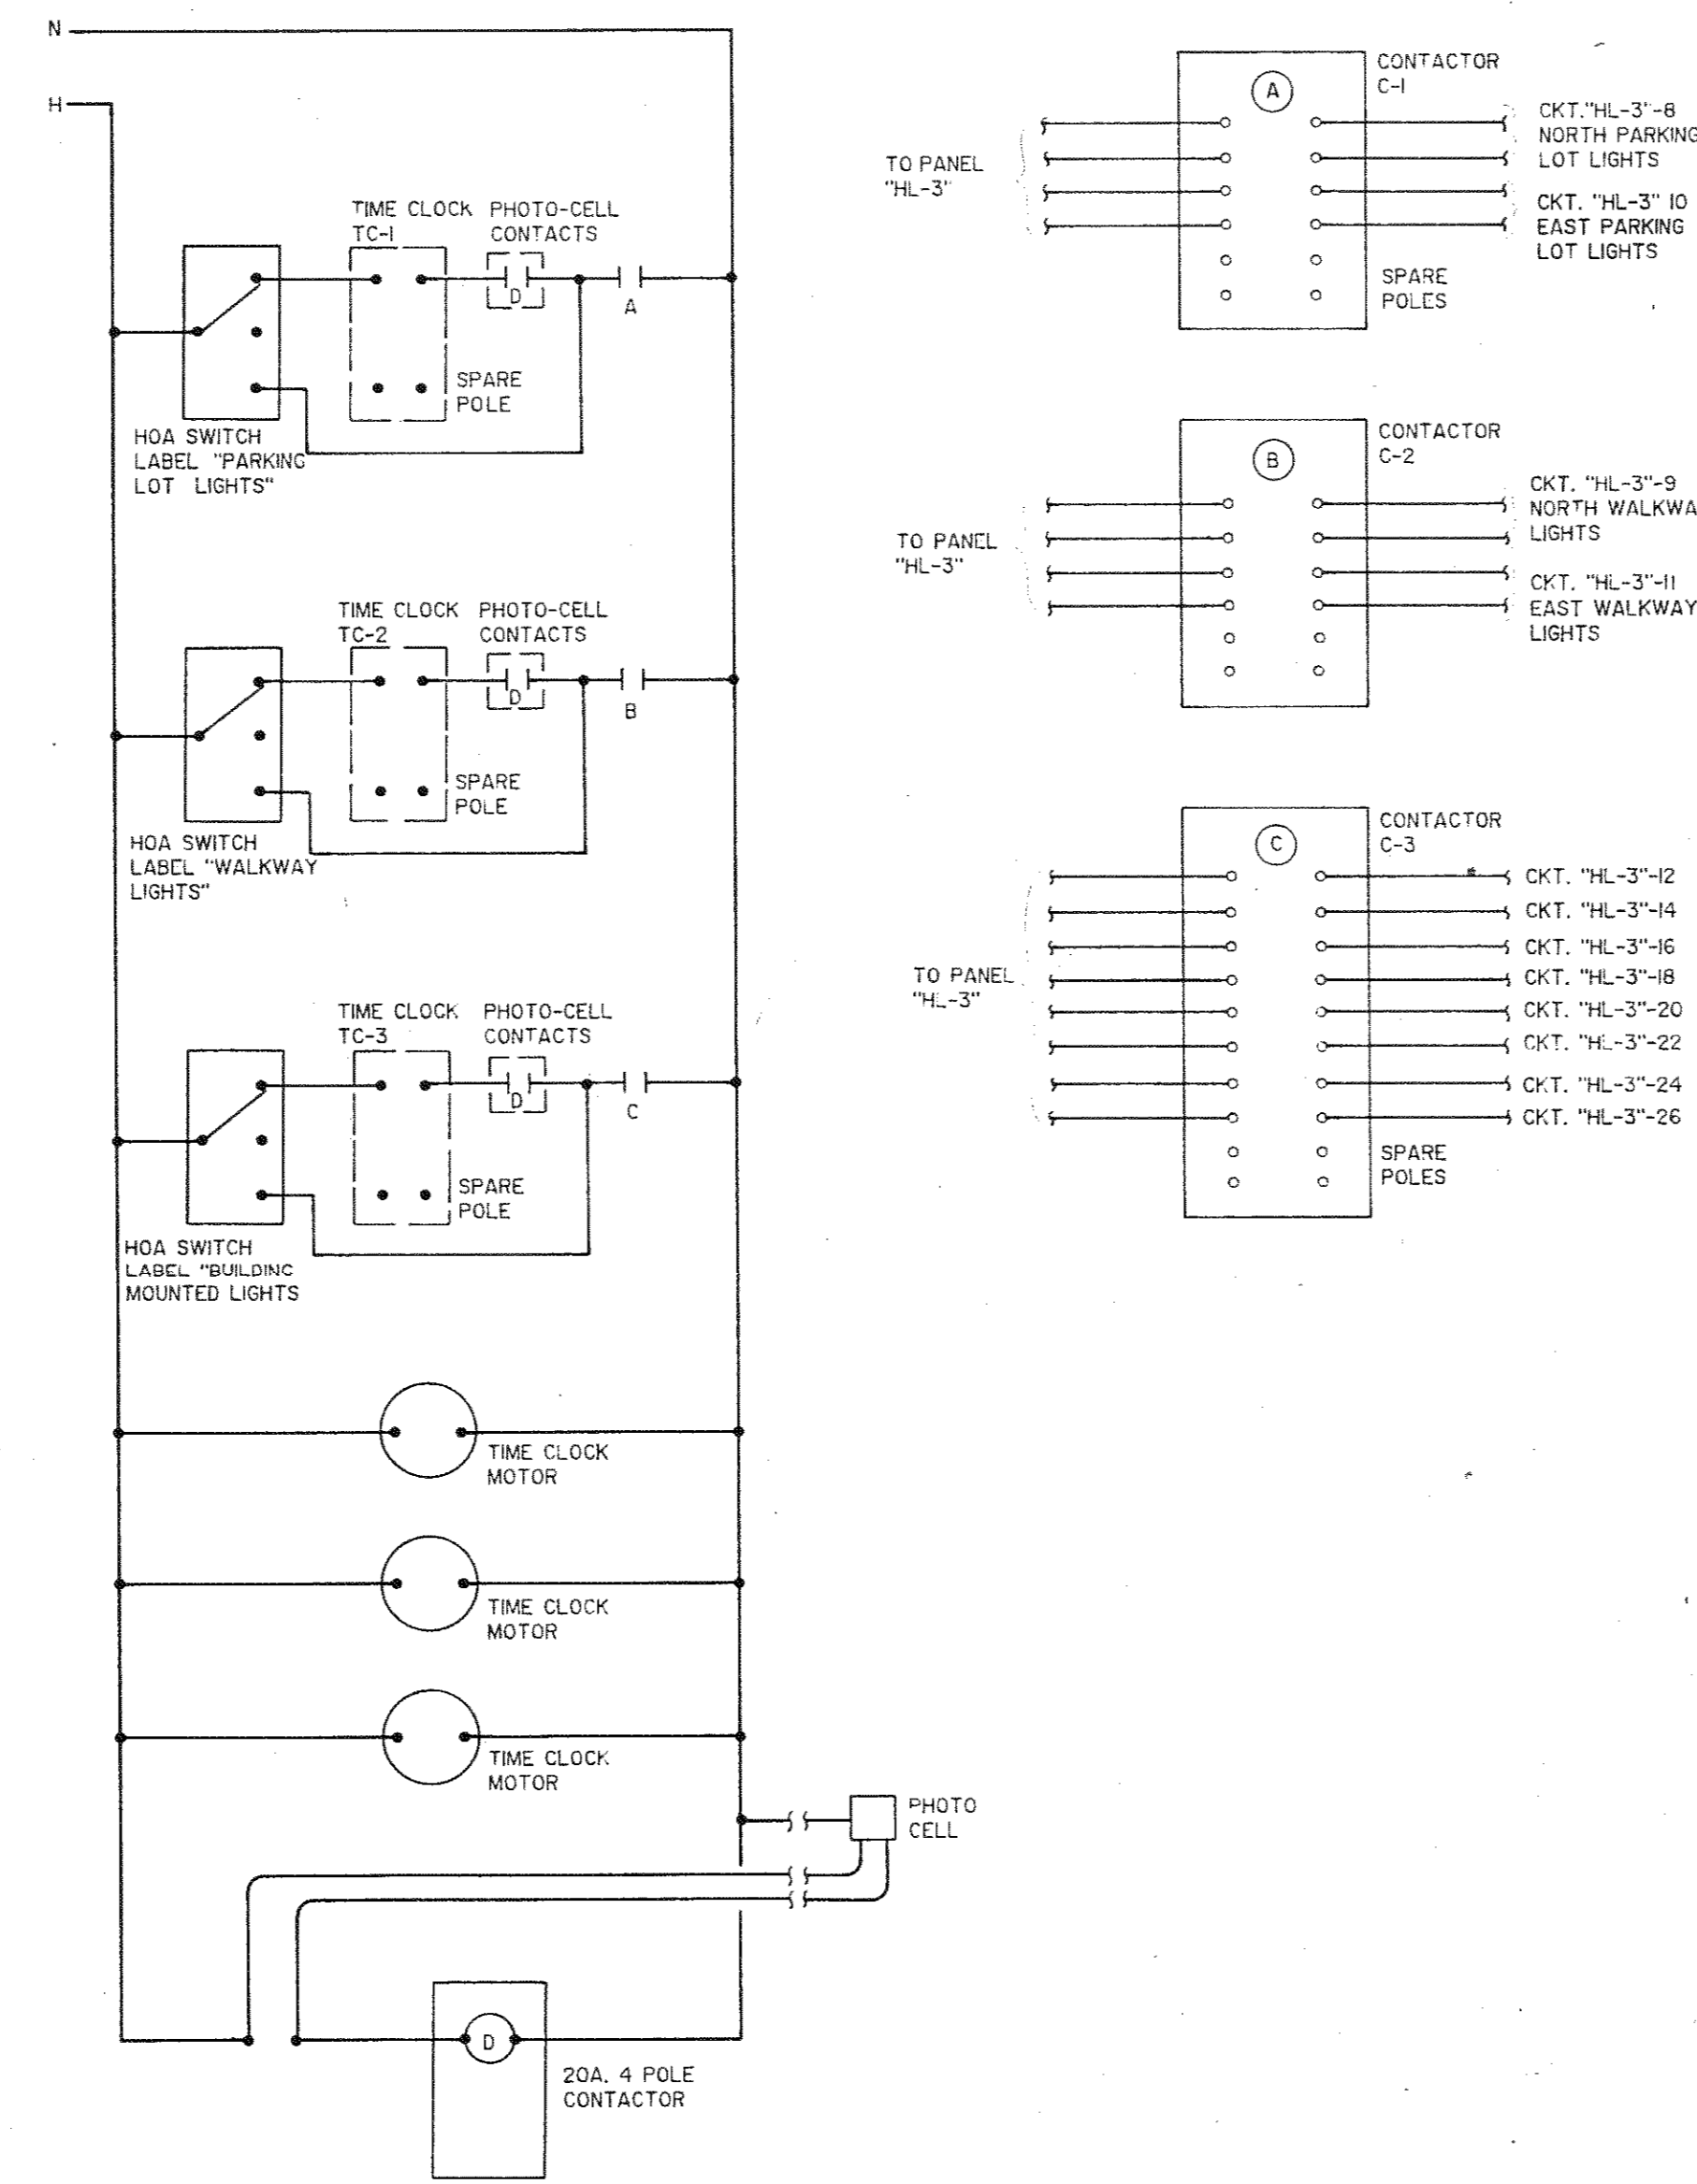 N
H
TIME CLOCK
TC-1
PHOTO-CELL
CONTACTS
D
A
SPARE
POLE
HOA SWITCH
LABEL "PARKING
LOT LIGHTS"
TIME CLOCK
TC-2
PHOTO-CELL
CONTACTS
D
B
SPARE
POLE
HOA SWITCH
LABEL "WALKWAY
LIGHTS"
TIME CLOCK
TC-3
PHOTO-CELL
CONTACTS
D
C
SPARE
POLE
HOA SWITCH
LABEL "BUILDING
MOUNTED LIGHTS
TIME CLOCK
MOTOR
TIME CLOCK
MOTOR
TIME CLOCK
MOTOR
PHOTO
CELL
D
20A. 4 POLE
CONTACTOR
CONTACTOR
C-1
A
TO PANEL
"HL-3"
CKT."HL-3"-8
NORTH PARKING
LOT LIGHTS
CKT. "HL-3" 10
EAST PARKING
LOT LIGHTS
SPARE
POLES
CONTACTOR
C-2
B
TO PANEL
"HL-3"
CKT. "HL-3"-9
NORTH WALKWA
LIGHTS
CKT. "HL-3"-11
EAST WALKWAY
LIGHTS
CONTACTOR
C-3
C
TO PANEL
"HL-3"
CKT. "HL-3"-12
CKT. "HL-3"-14
CKT. "HL-3"-16
CKT. "HL-3"-18
CKT. "HL-3"-20
CKT. "HL-3"-22
CKT. "HL-3"-24
CKT. "HL-3"-26
SPARE
POLES